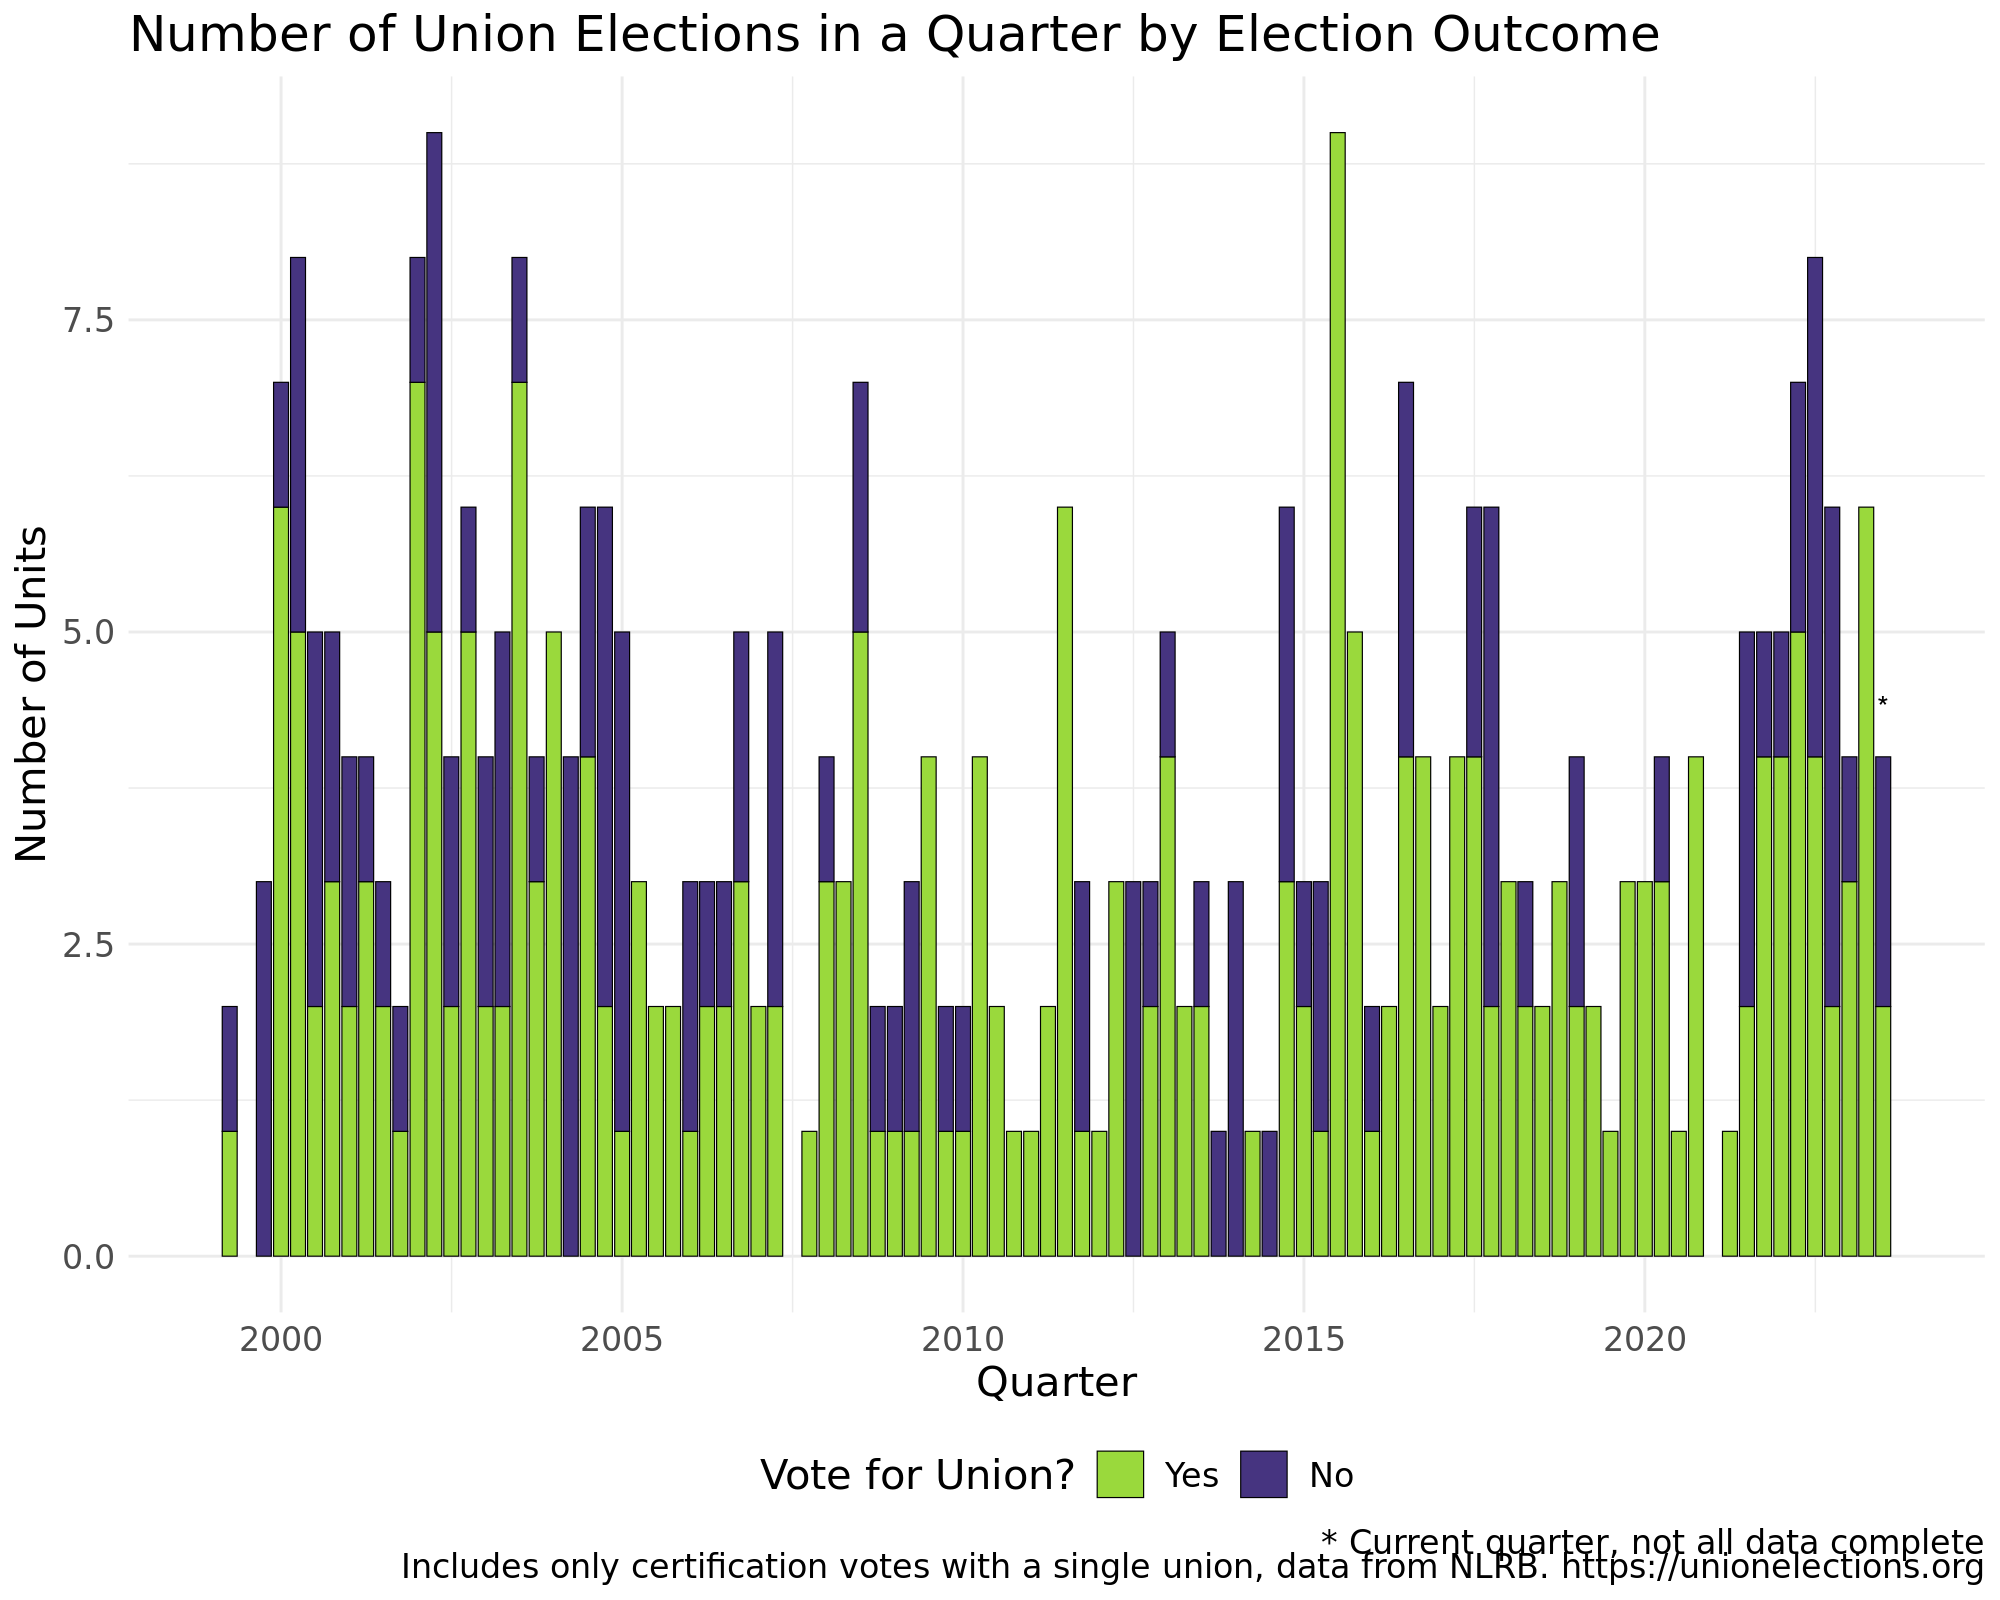 Number of Union Elections in a Quarter by Election Outcome
Number of Units
7.5
5.0
2.5
0.0
*
2000 2005 2010 2015 2020
Quarter
Vote for Union? Yes No
* Current quarter, not all data complete
Includes only certification votes with a single union, data from NLRB. https://unionelections.org